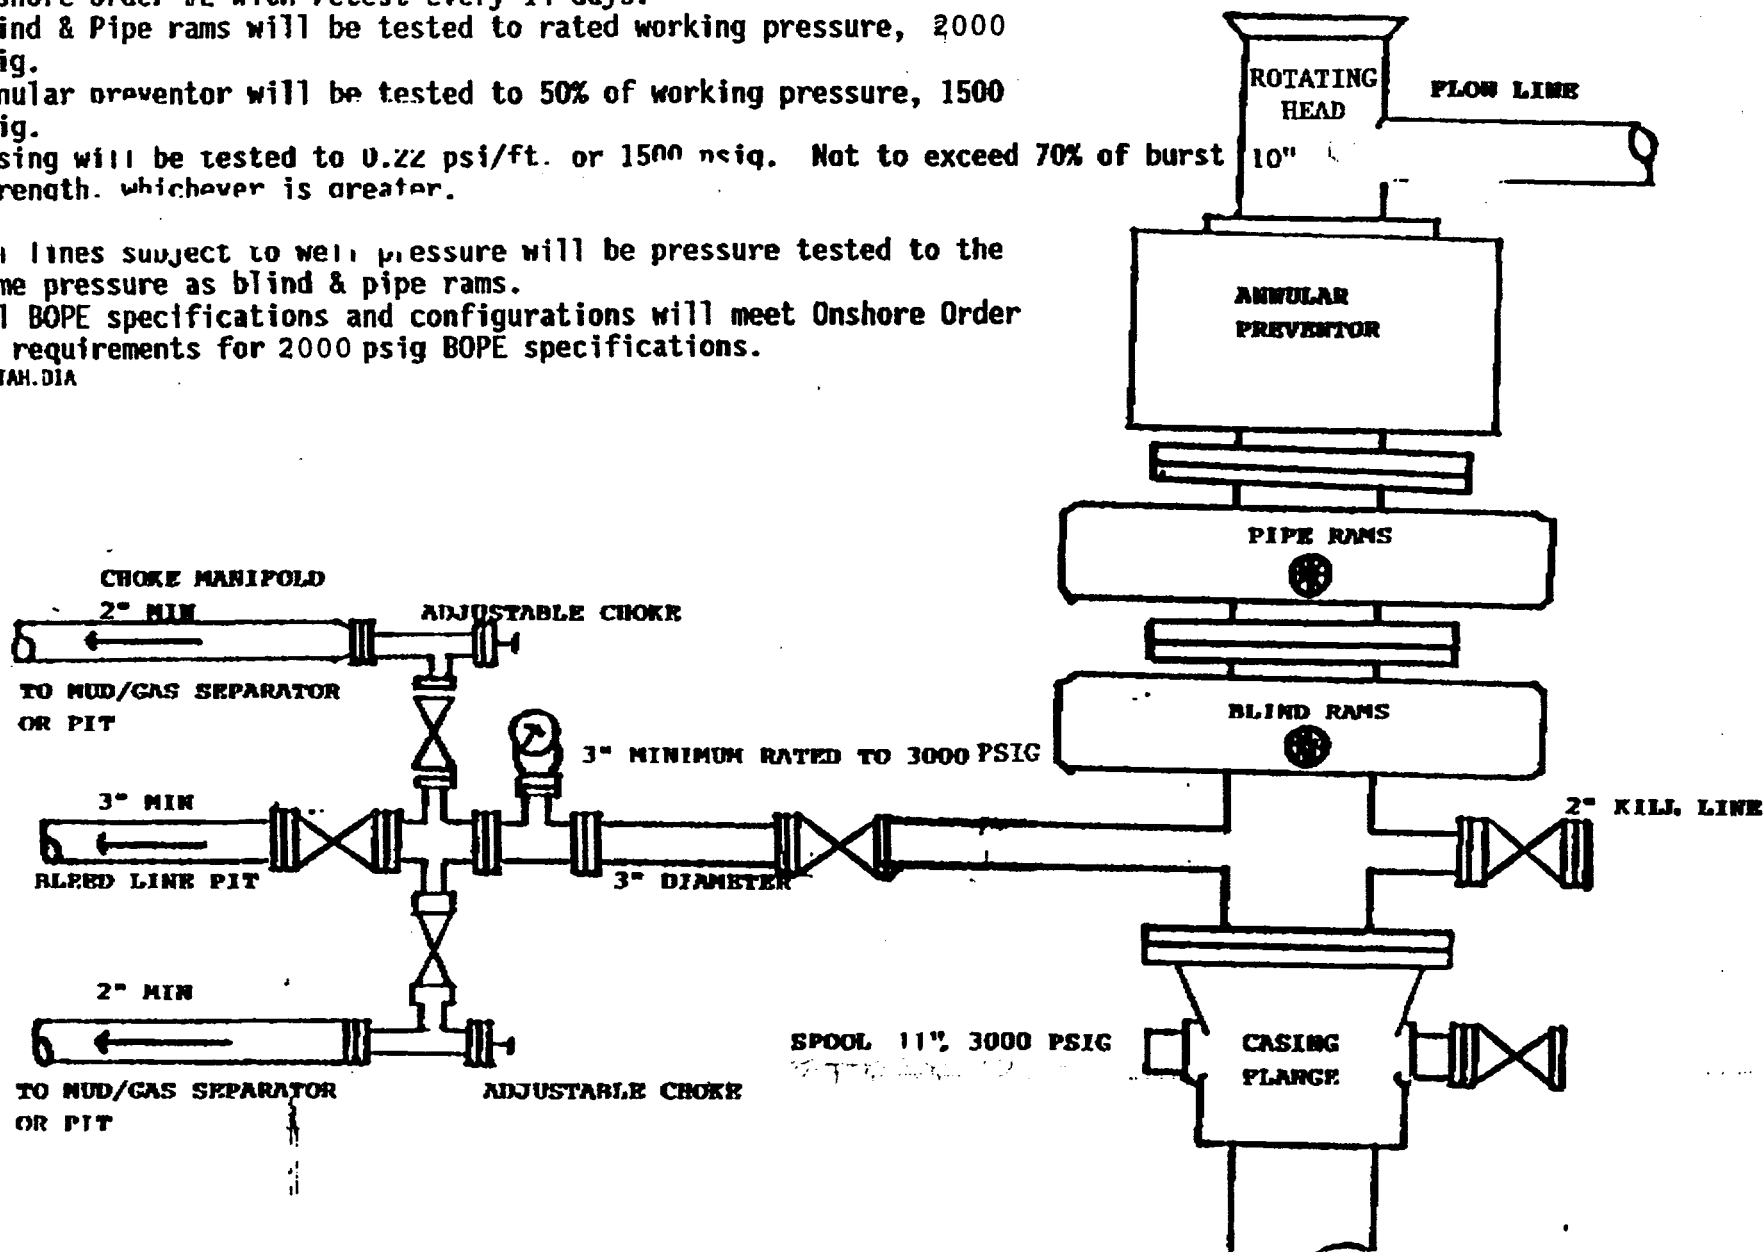 shore Order #2 with retest every 14 days.
ind & Pipe rams will be tested to rated working pressure, 2000
ig.
nular preventor will be tested to 50% of working pressure, 1500
ig.
sing will be tested to 0.22 psi/ft. or 1500 psig. Not to exceed 70% of burst
rength. whichever is greater.
l lines subject to well pressure will be pressure tested to the
me pressure as blind & pipe rams.
l BOPE specifications and configurations will meet Onshore Order
requirements for 2000 psig BOPE specifications.
TAH.DIA
ROTATING
HEAD
FLOW LINE
10"
ANNULAR
PREVENTOR
PIPE RAMS
CHOKE MANIFOLD
2" MIN
ADJUSTABLE CHOKE
TO MUD/GAS SEPARATOR
OR PIT
BLIND RAMS
3" MINIMUM RATED TO 3000 PSIG
3" MIN
2" KILL LINE
BLEED LINE PIT
3" DIAMETER
2" MIN
SPOOL 11", 3000 PSIG
CASING
FLANGE
TO MUD/GAS SEPARATOR
OR PIT
ADJUSTABLE CHOKE